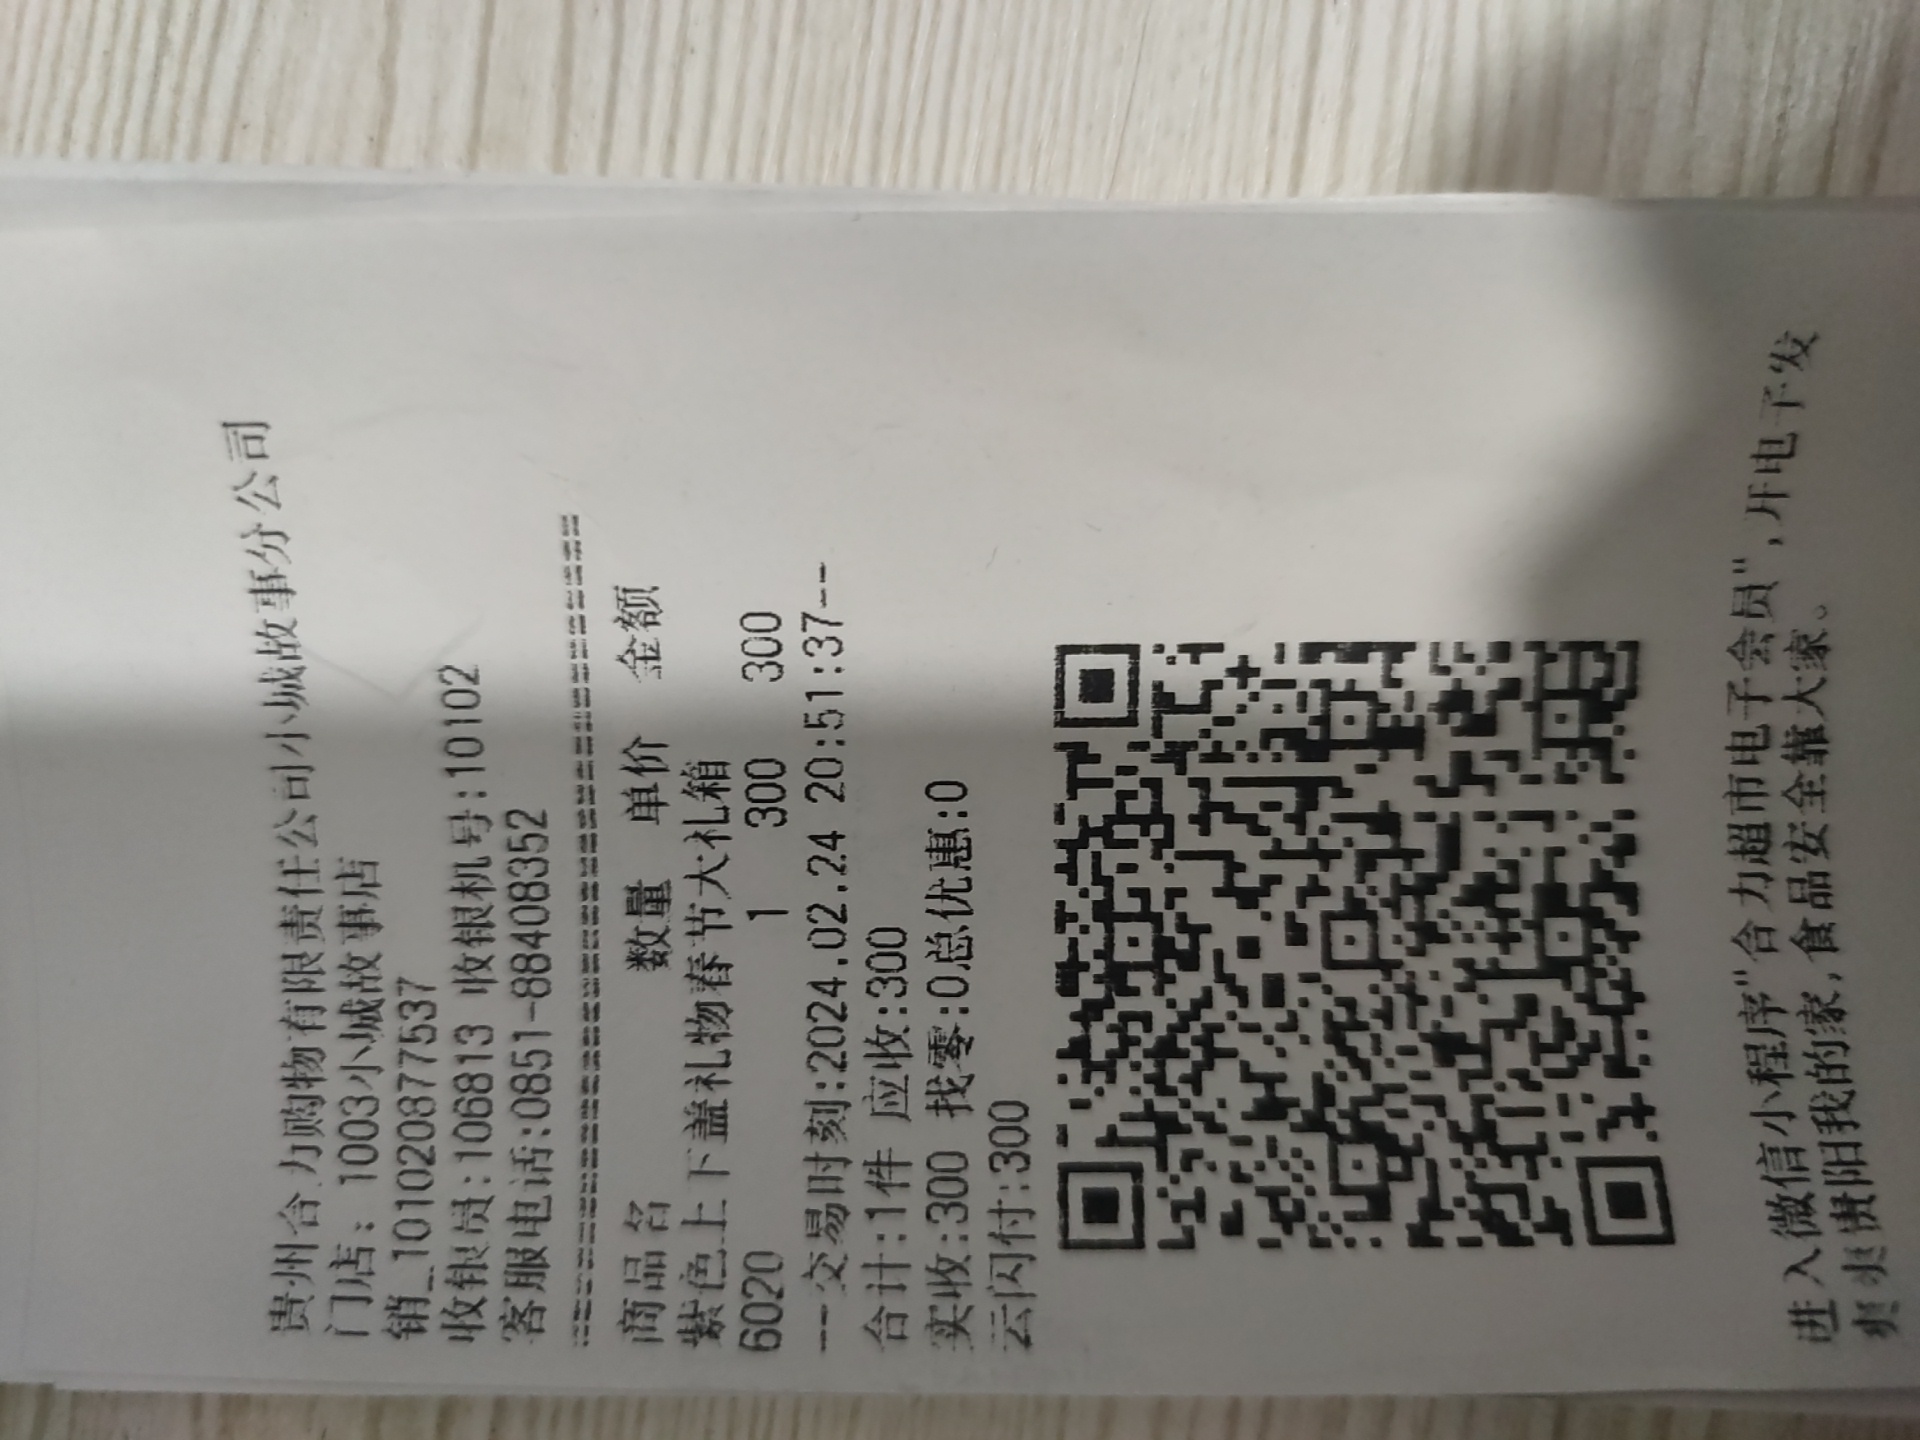 贵州合力购物有限责任公司小城故事分公司
门店: 1003小城故事店
销_101020877537
收银员:106813 收银机号:10102
客服电话:0851-88408352
商品名 数量 单价 金额
紫色上下盖礼物春节大礼箱
6020 1 300 300
--交易时刻:2024.02.24 20:51:37--
合计:1件 应收:300
实收:300 找零:0总优惠:0
云闪付:300
进入微信小程序"合力超市电子会员",开电子发
爽爽贵阳我的家,食品安全靠大家。